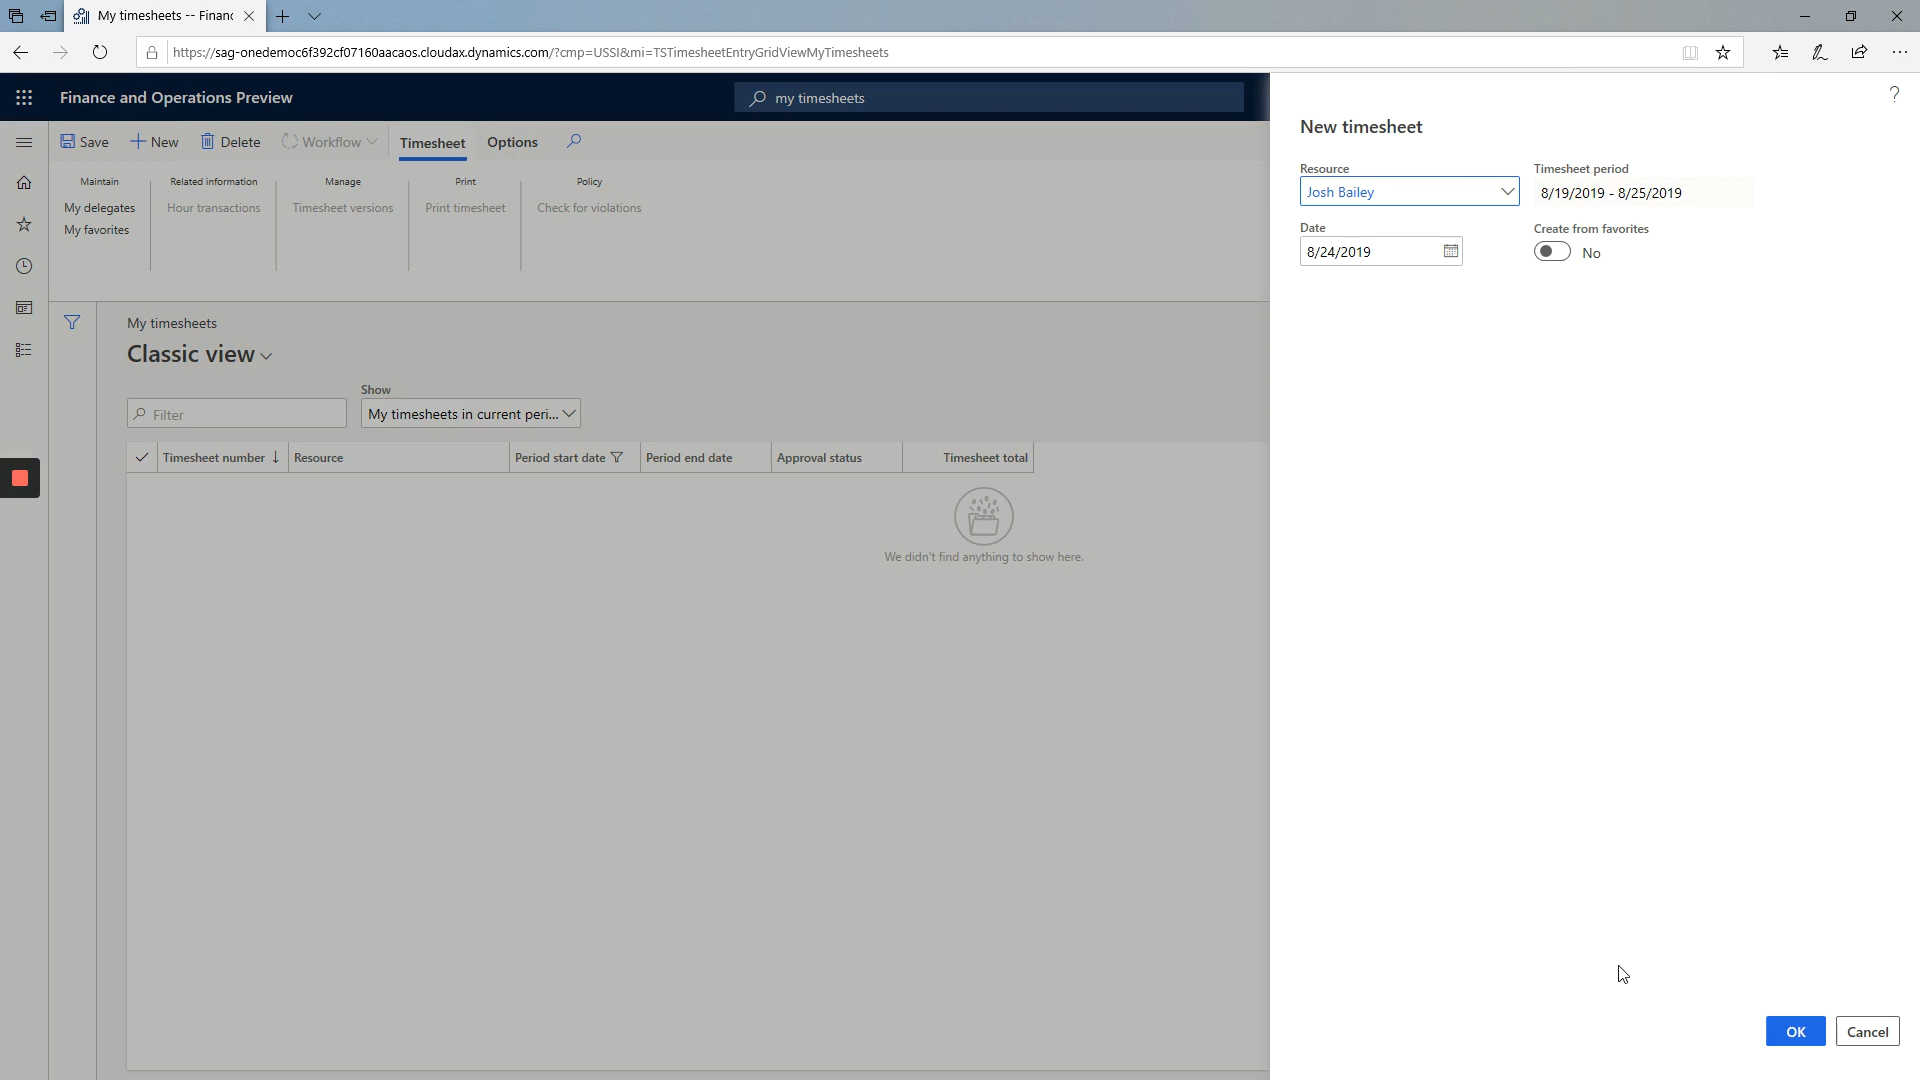 My timesheets -- Financ
https://sag-onedemoc6f392cf07160aacaos.cloudax.dynamics.com/?cmp=USSI&mi=TSTimesheetEntryGridViewMyTimesheets
Finance and Operations Preview
my timesheets
?
Save
New
Delete
Workflow
Timesheet
Options
Maintain
Related information
Manage
Print
Policy
My delegates
Hour transactions
Timesheet versions
Print timesheet
Check for violations
My favorites
My timesheets
Classic view
Show
Filter
My timesheets in current peri...
Timesheet number
Resource
Period start date
Period end date
Approval status
Timesheet total
We didn't find anything to show here.
New timesheet
Resource
Timesheet period
Josh Bailey
8/19/2019 - 8/25/2019
Date
Create from favorites
8/24/2019
No
OK
Cancel